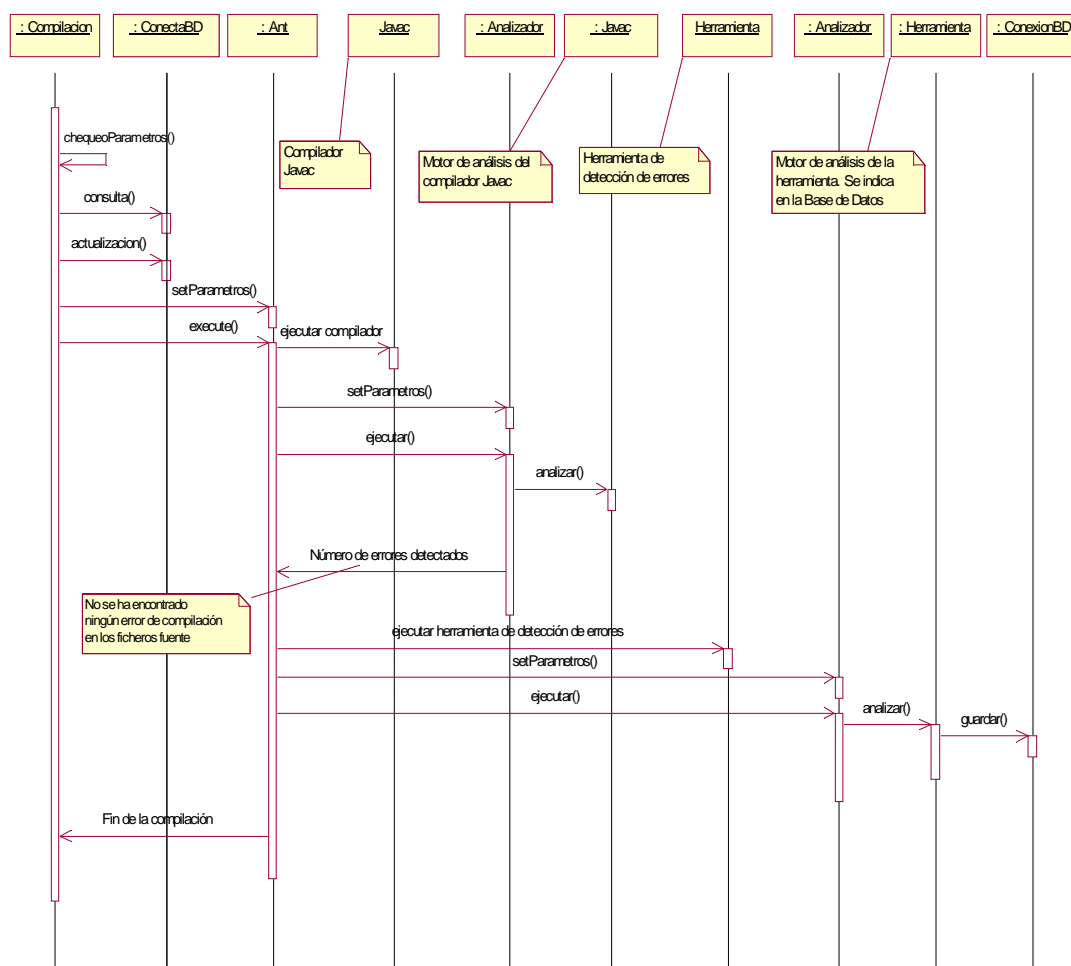 : Compilacion
: ConectaBD
: Ant
Javac
: Analizador
: Javac
Herramienta
: Analizador
: Herramienta
: ConexionBD
chequeoParametros()
Compilador
Javac
Motor de análisis del
compilador Javac
Herramienta de
detección de errores
Motor de análisis de la
herramienta. Se indica
en la Base de Datos
consulta()
actualizacion()
setParametros()
execute()
ejecutar compilador
setParametros()
ejecutar()
analizar()
Número de errores detectados
No se ha encontrado
ningún error de compilación
en los ficheros fuente
ejecutar herramienta de detección de errores
setParametros()
ejecutar()
analizar()
guardar()
Fin de la compilación